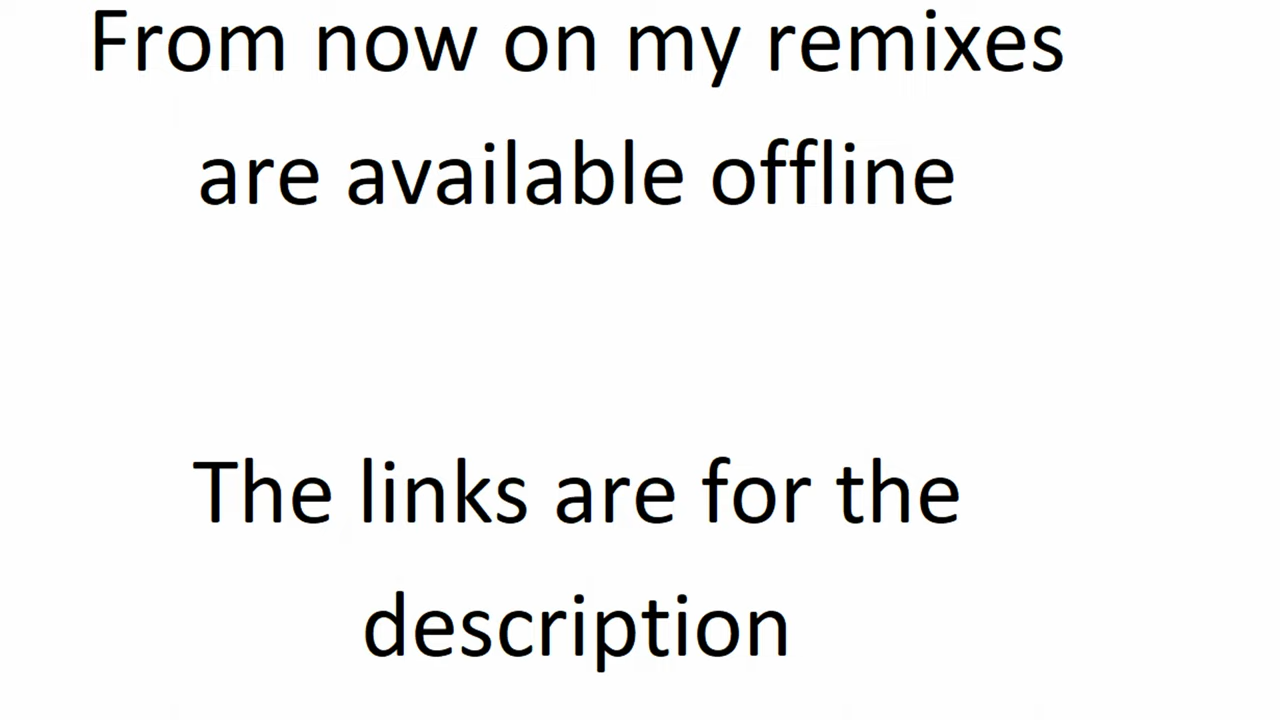 From now on my remixes
are available offline
The links are for the
description